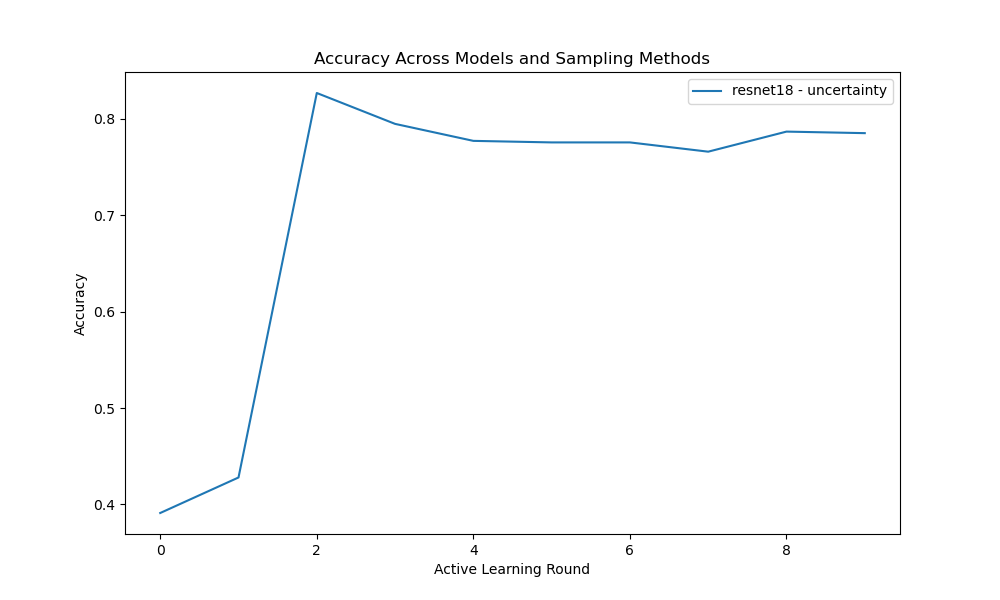 Accuracy Across Models and Sampling Methods
resnet18 - uncertainty
0.8
0.7
0.6
0.5
0.4
Accuracy
0 2 4 6 8
Active Learning Round